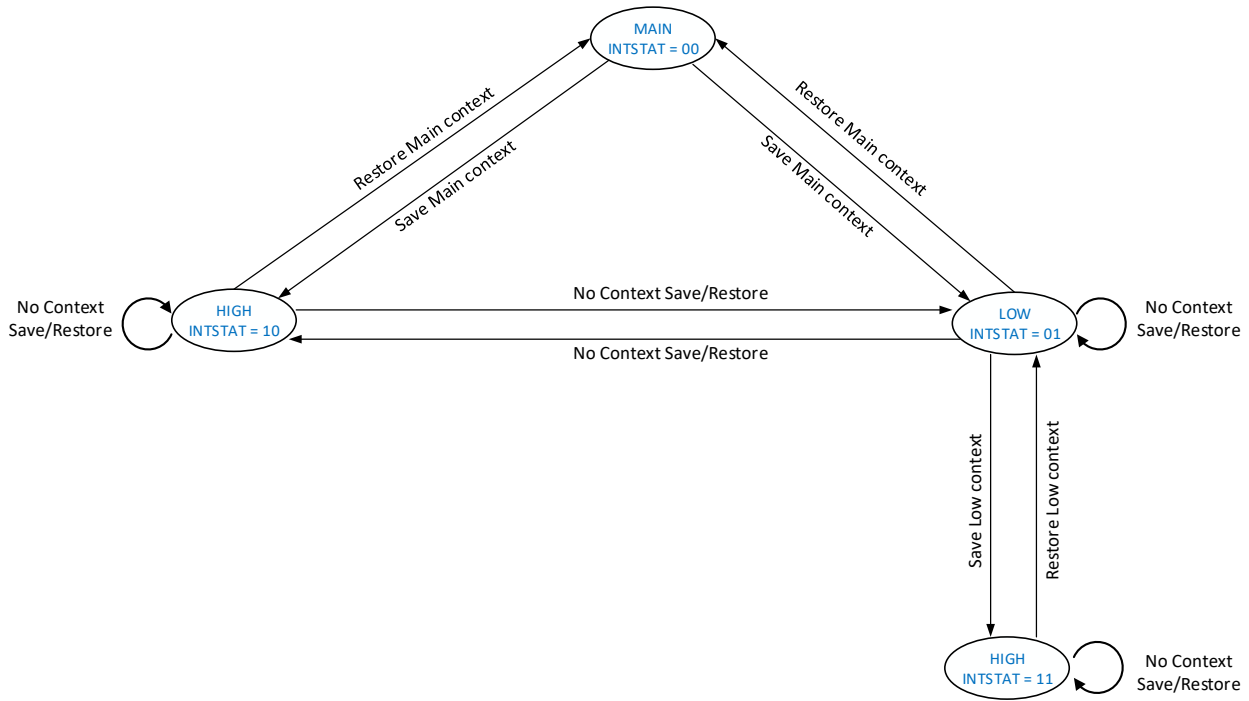 MAIN
INTSTAT = 00
Restore Main context
Save Main context
Save Main context
Restore Main context
No Context
Save/Restore
HIGH
INTSTAT = 10
No Context Save/Restore
No Context Save/Restore
LOW
INTSTAT = 01
No Context
Save/Restore
Save Low context
Restore Low context
HIGH
INTSTAT = 11
No Context
Save/Restore